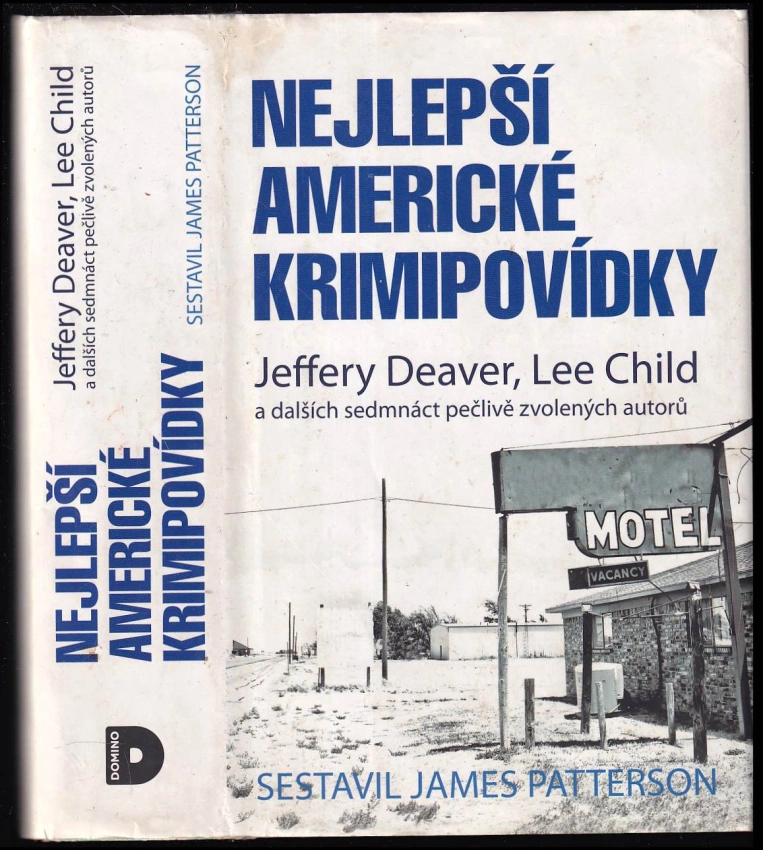 Jeffery Deaver, Lee Child
a dalších sedmnáct pečlivě zvolených autorů
SESTAVIL JAMES PATTERSON
NEJLEPŠÍ
AMERICKÉ
KRIMIPOVÍDKY
DOMINO
NEJLEPŠÍ
AMERICKÉ
KRIMIPOVÍDKY
Jeffery Deaver, Lee Child
a dalších sedmnáct pečlivě zvolených autorů
MOTEL
VACANCY
SESTAVIL JAMES PATTERSON